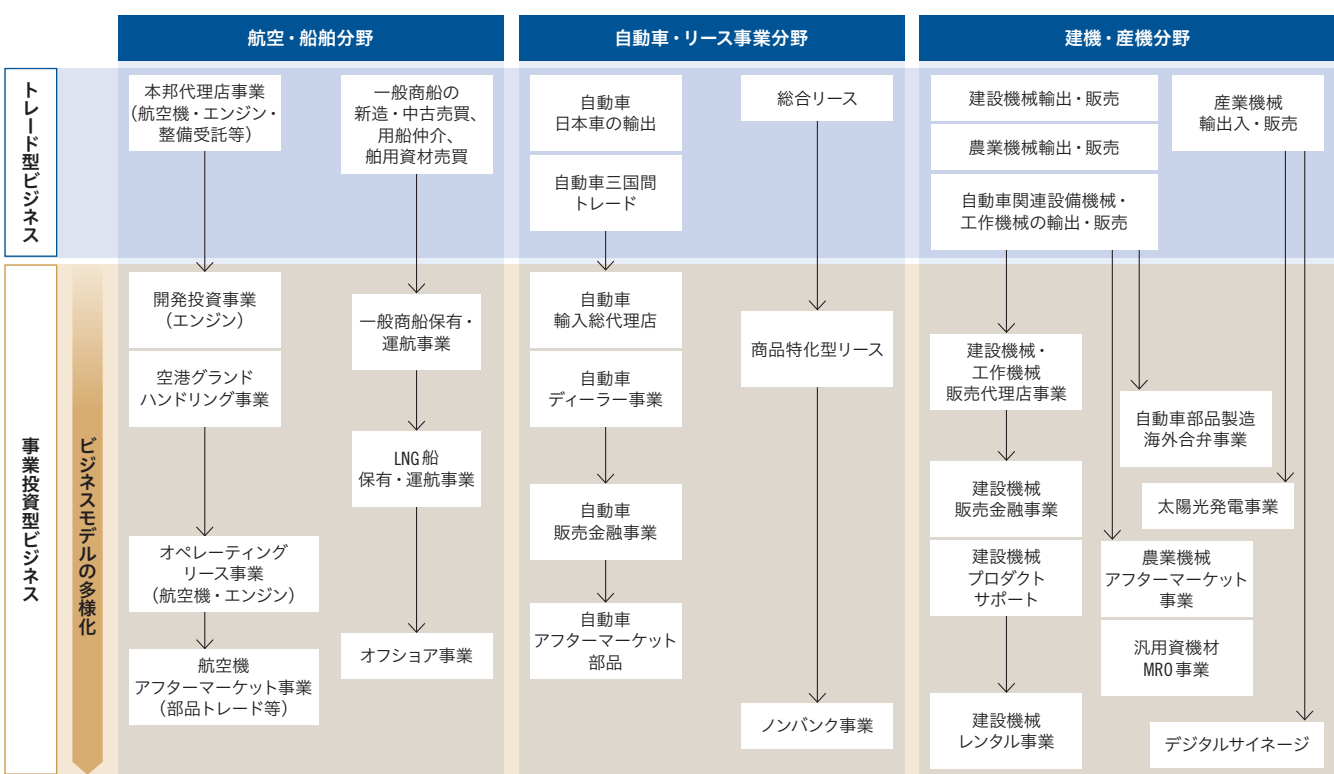 航空・船舶分野
自動車・リース事業分野
建機・産機分野
トレード型ビジネス
本邦代理店事業
（航空機・エンジン・
整備受託等）
一般商船の
新造・中古売買、
用船仲介、
舶用資材売買
自動車
日本車の輸出
自動車三国間
トレード
総合リース
建設機械輸出・販売
農業機械輸出・販売
自動車関連設備機械・
工作機械の輸出・販売
産業機械
輸出入・販売
事業投資型ビジネス
ビジネスモデルの多様化
開発投資事業
（エンジン）
空港グランド
ハンドリング事業
オペレーティング
リース事業
（航空機・エンジン）
航空機
アフターマーケット事業
（部品トレード等）
一般商船保有・
運航事業
LNG船
保有・運航事業
オフショア事業
自動車
輸入総代理店
自動車
ディーラー事業
自動車
販売金融事業
自動車
アフターマーケット
部品
商品特化型リース
ノンバンク事業
建設機械・
工作機械
販売代理店事業
建設機械
販売金融事業
建設機械
プロダクト
サポート
建設機械
レンタル事業
自動車部品製造
海外合弁事業
太陽光発電事業
農業機械
アフターマーケット
事業
汎用資機材
MRO事業
デジタルサイネージ